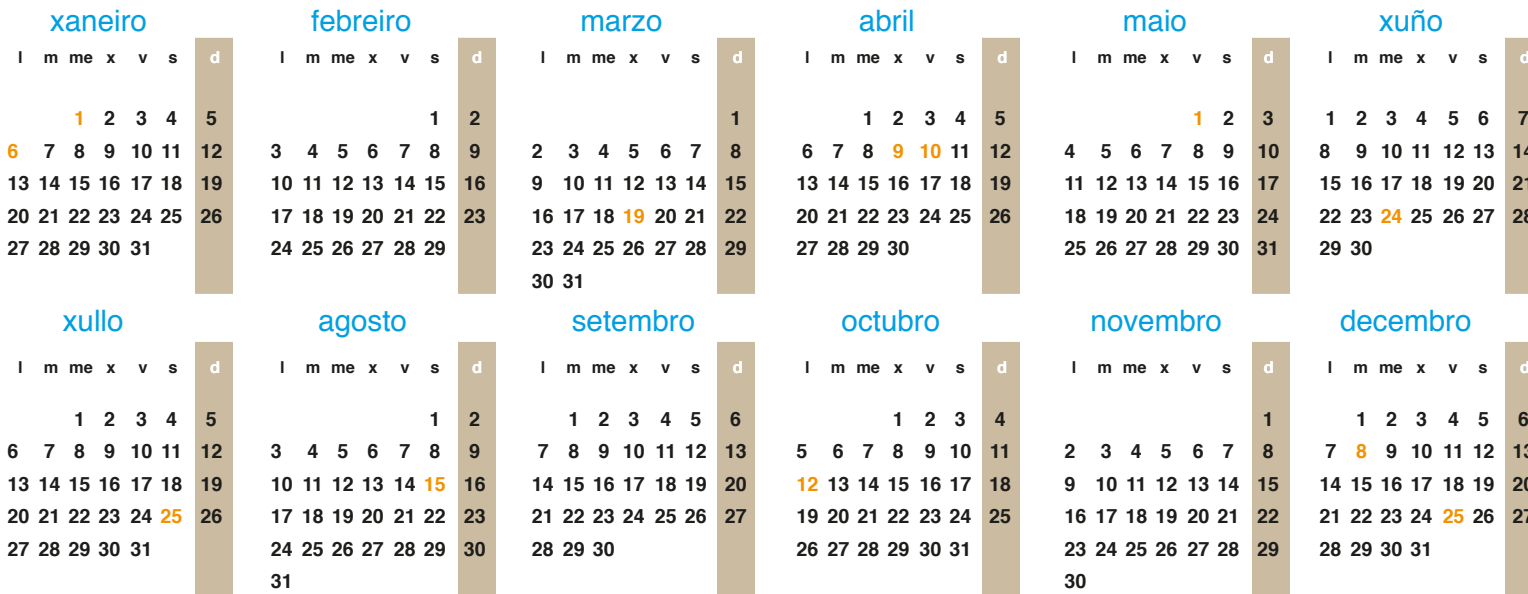 xaneiro febreiro marzo abril maio xuño
l m me x v s d l m me x v s d l m me x v s d l m me x v s d l m me x v s d l m me x v s d
1 2 3 4 5 1 2 1 1 2 3 4 5 1 2 3 1 2 3 4 5 6 7
6 7 8 9 10 11 12 3 4 5 6 7 8 9 2 3 4 5 6 7 8 6 7 8 9 10 11 12 4 5 6 7 8 9 10 8 9 10 11 12 13 14
13 14 15 16 17 18 19 10 11 12 13 14 15 16 9 10 11 12 13 14 15 13 14 15 16 17 18 19 11 12 13 14 15 16 17 15 16 17 18 19 20 21
20 21 22 23 24 25 26 17 18 19 20 21 22 23 16 17 18 19 20 21 22 20 21 22 23 24 25 26 18 19 20 21 22 23 24 22 23 24 25 26 27 28
27 28 29 30 31 24 25 26 27 28 29 23 24 25 26 27 28 29 27 28 29 30 25 26 27 28 29 30 31 29 30
30 31
xullo agosto setembro octubro novembro decembro
l m me x v s d l m me x v s d l m me x v s d l m me x v s d l m me x v s d l m me x v s d
1 2 3 4 5 1 2 1 2 3 4 5 6 1 2 3 4 1 1 2 3 4 5 6
6 7 8 9 10 11 12 3 4 5 6 7 8 9 7 8 9 10 11 12 13 5 6 7 8 9 10 11 2 3 4 5 6 7 8 7 8 9 10 11 12 13
13 14 15 16 17 18 19 10 11 12 13 14 15 16 14 15 16 17 18 19 20 12 13 14 15 16 17 18 9 10 11 12 13 14 15 14 15 16 17 18 19 20
20 21 22 23 24 25 26 17 18 19 20 21 22 23 21 22 23 24 25 26 27 19 20 21 22 23 24 25 16 17 18 19 20 21 22 21 22 23 24 25 26 27
27 28 29 30 31 24 25 26 27 28 29 30 28 29 30 26 27 28 29 30 31 23 24 25 26 27 28 29 28 29 30 31
31 30